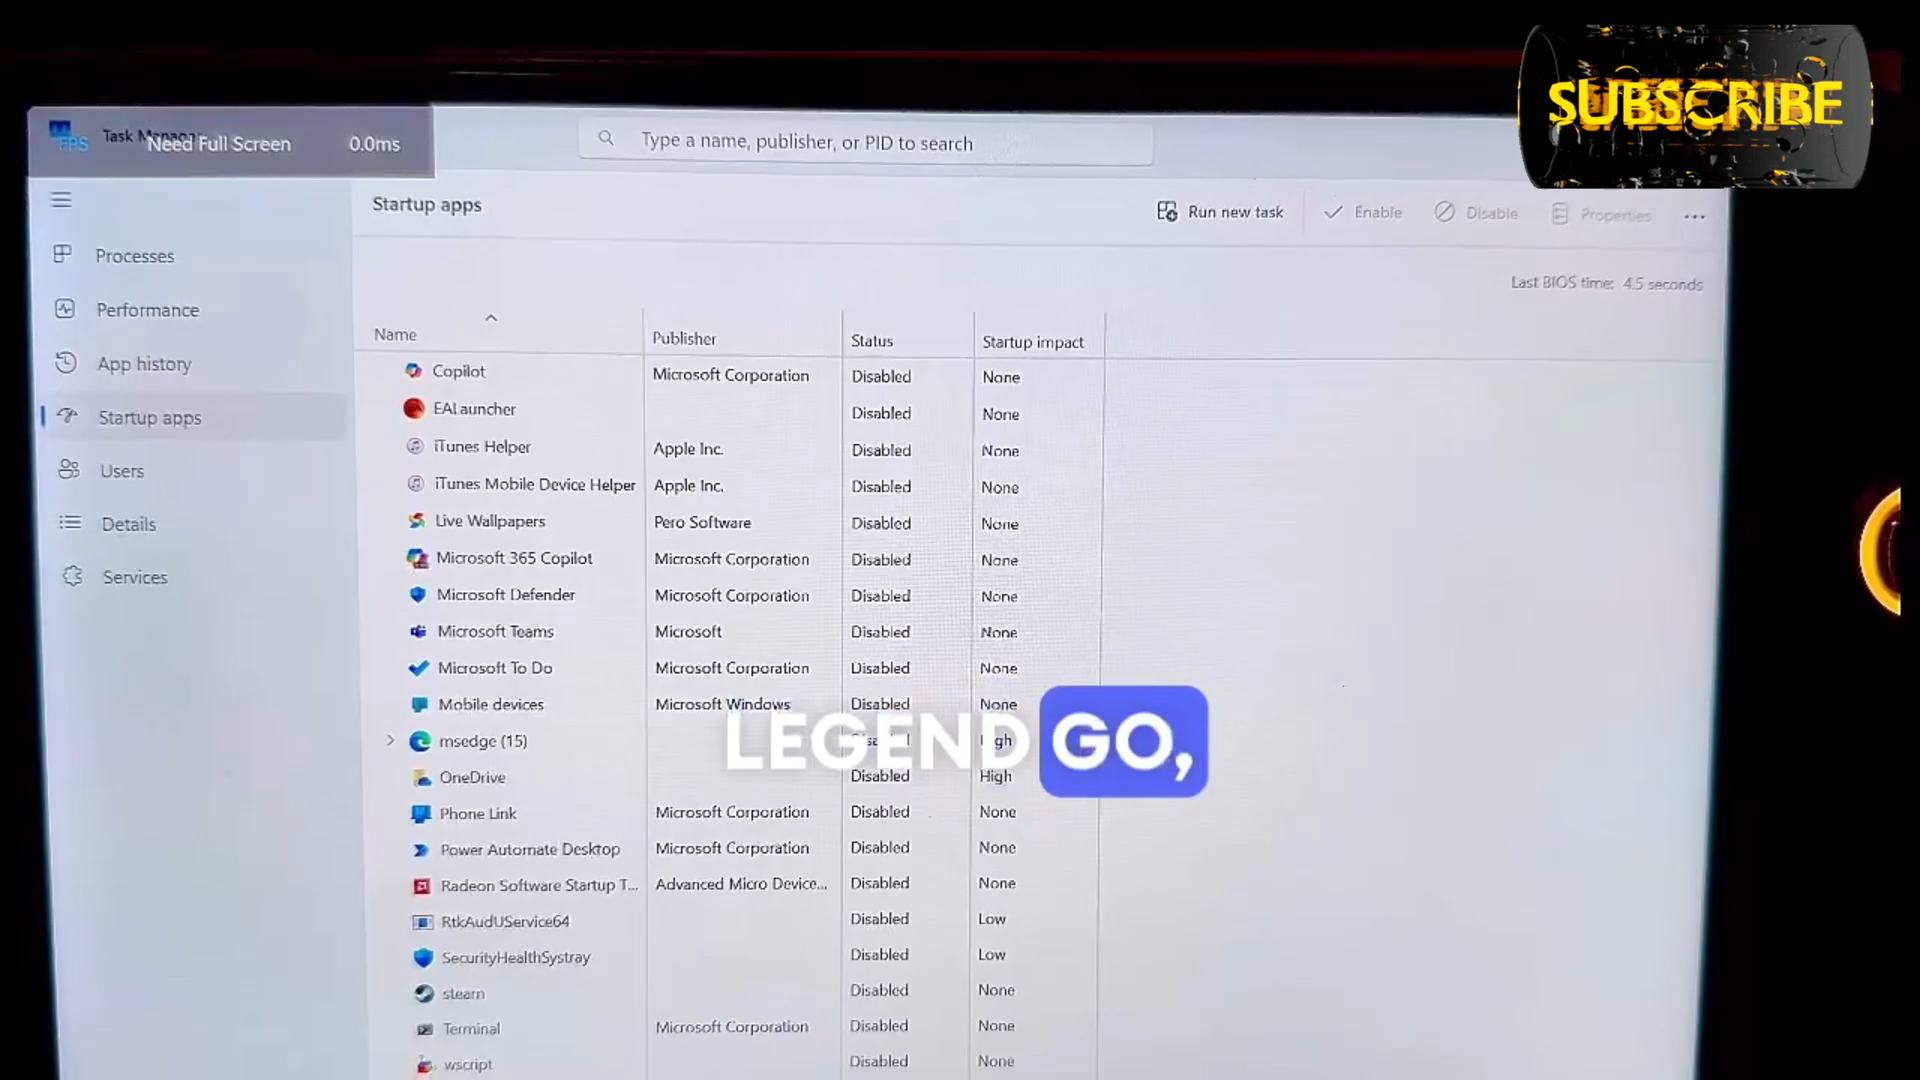 SUBSCRIBE
FPS
Task Manag
Need Full Screen 0.0ms
Type a name, publisher, or PID to search
Startup apps
Run new task Enable Disable Properties ...
Last BIOS time: 4.5 seconds
Processes
Performance
App history
Startup apps
Users
Details
Services
Name Publisher Status Startup impact
Copilot Microsoft Corporation Disabled None
EALauncher Disabled None
iTunes Helper Apple Inc. Disabled None
iTunes Mobile Device Helper Apple Inc. Disabled None
Live Wallpapers Pero Software Disabled None
Microsoft 365 Copilot Microsoft Corporation Disabled None
Microsoft Defender Microsoft Corporation Disabled None
Microsoft Teams Microsoft Disabled None
Microsoft To Do Microsoft Corporation Disabled None
Mobile devices Microsoft Windows Disabled None
msedge (15) High
LEGEND GO,
OneDrive Disabled High
Phone Link Microsoft Corporation Disabled None
Power Automate Desktop Microsoft Corporation Disabled None
Radeon Software Startup T... Advanced Micro Device... Disabled None
RtkAudUService64 Disabled Low
SecurityHealthSystray Disabled Low
steam Disabled None
Terminal Microsoft Corporation Disabled None
wscript Disabled None